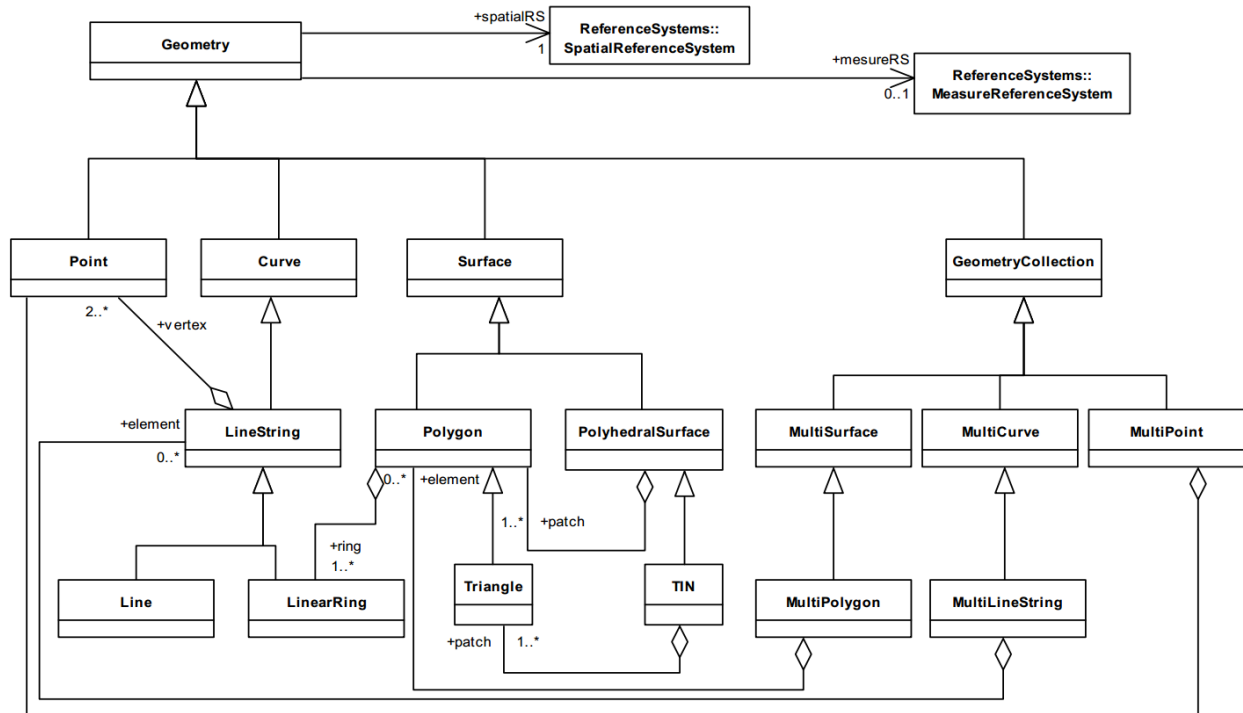 +spatialRS
ReferenceSystems::
SpatialReferenceSystem
Geometry
1
+mesureRS
ReferenceSystems::
MeasureReferenceSystem
0..1
Point
Curve
Surface
GeometryCollection
2..*
+vertex
+element
LineString
Polygon
PolyhedralSurface
MultiSurface
MultiCurve
MultiPoint
0..*
0..*
+element
1..*
+patch
+ring
1..*
Line
LinearRing
Triangle
TIN
MultiPolygon
MultiLineString
+patch
1..*